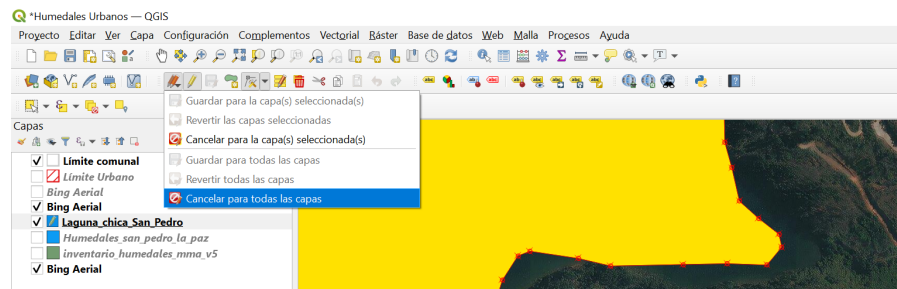 *Humedales Urbanos — QGIS
Proyecto Editar Ver Capa Configuración Complementos Vectorial Ráster Base de datos Web Malla Procesos Ayuda
Guardar para la capa(s) seleccionada(s)
Revertir las capas seleccionadas
Cancelar para la capa(s) seleccionada(s)
Guardar para todas las capas
Revertir todas las capas
Cancelar para todas las capas
Capas
Límite comunal
Límite Urbano
Bing Aerial
Bing Aerial
Laguna_chica_San_Pedro
Humedales_san_pedro_la_paz
inventario_humedales_mma_v5
Bing Aerial